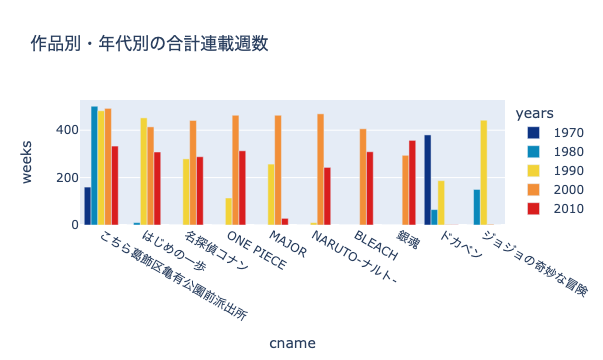 作品別・年代別の合計連載週数
years
1970
1980
1990
2000
2010
weeks
400
200
0
こちら葛飾区亀有公園前派出所
はじめの一歩
名探偵コナン
ONE PIECE
MAJOR
NARUTO-ナルト-
BLEACH
銀魂
ドカベン
ジョジョの奇妙な冒険
cname